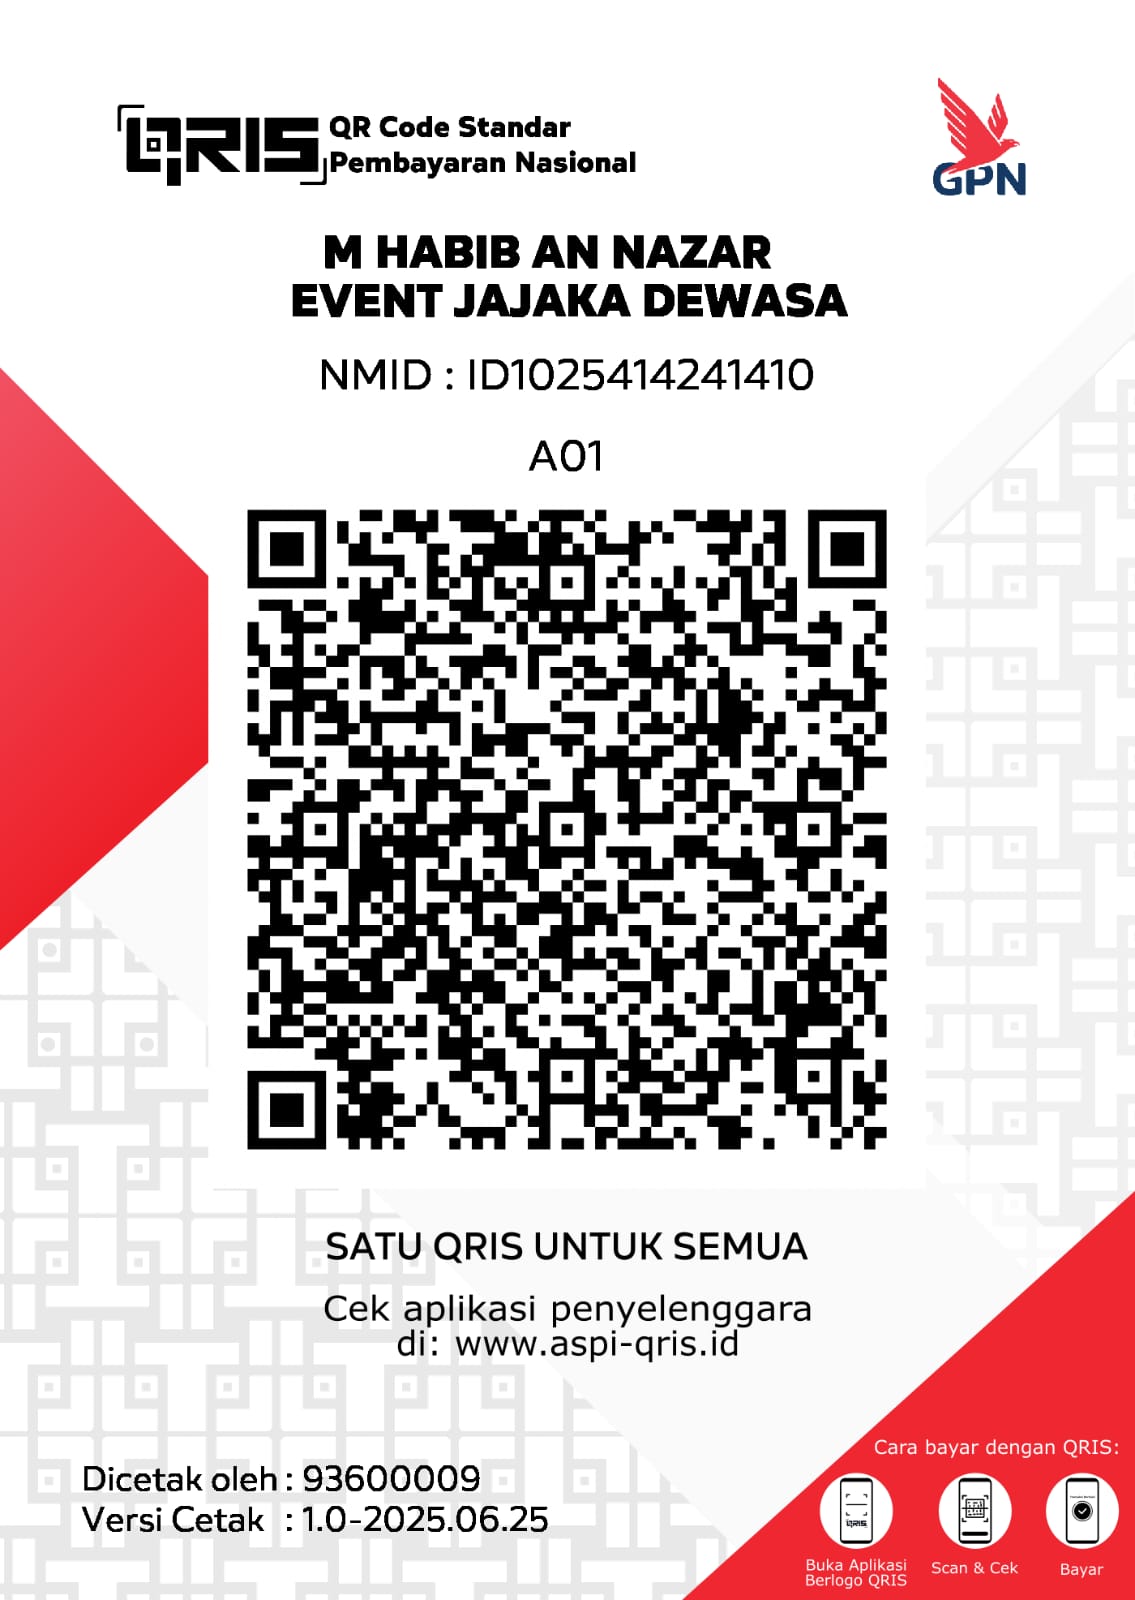 QRIS
QR Code Standar
Pembayaran Nasional
GPN
M HABIB AN NAZAR
EVENT JAJAKA DEWASA
NMID : ID1025414241410
A01
SATU QRIS UNTUK SEMUA
Cek aplikasi penyelenggara
di: www.aspi-qris.id
Dicetak oleh : 93600009
Versi Cetak : 1.0-2025.06.25
Cara bayar dengan QRIS:
QRIS
Buka Aplikasi
Berlogo QRIS
Scan & Cek
Bayar